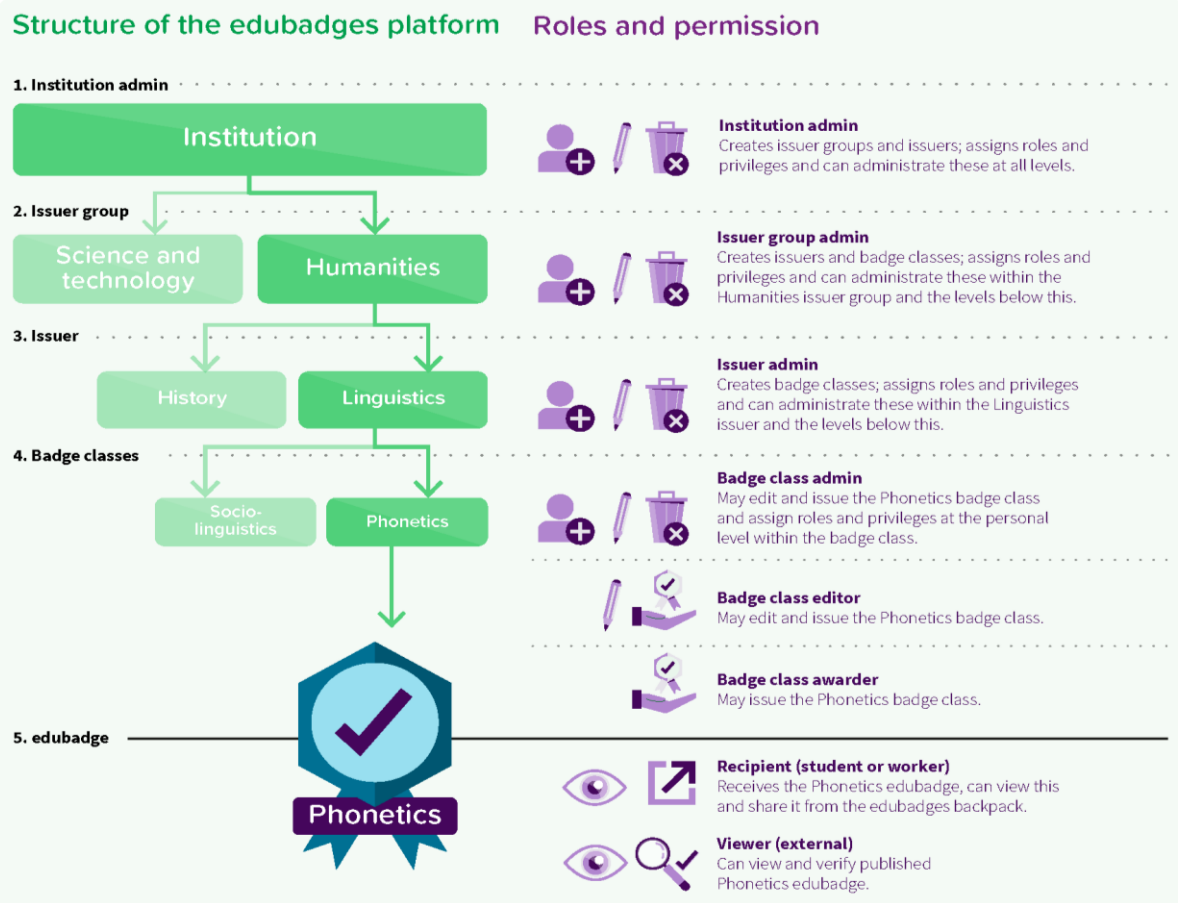 Structure of the edubadges platform
Roles and permission
1. Institution admin
Institution
Institution admin
Creates issuer groups and issuers; assigns roles and
privileges and can administrate these at all levels.
2. Issuer group
Science and
technology
Humanities
Issuer group admin
Creates issuers and badge classes; assigns roles and
privileges and can administrate these within the
Humanities issuer group and the levels below this.
3. Issuer
History
Linguistics
Issuer admin
Creates badge classes; assigns roles and privileges
and can administrate these within the Linguistics
issuer and the levels below this.
4. Badge classes
Socio-
linguistics
Phonetics
Badge class admin
May edit and issue the Phonetics badge class
and assign roles and privileges at the personal
level within the badge class.
Badge class editor
May edit and issue the Phonetics badge class.
Badge class awarder
May issue the Phonetics badge class.
5. edubadge
Phonetics
Recipient (student or worker)
Receives the Phonetics edubadge, can view this
and share it from the edubadges backpack.
Viewer (external)
Can view and verify published
Phonetics edubadge.